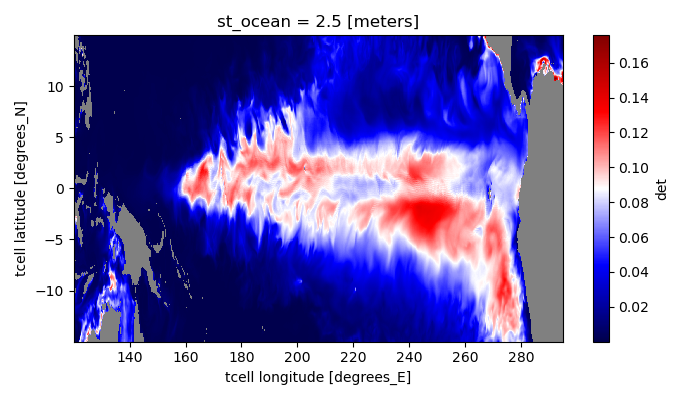 st_ocean = 2.5 [meters]
10
5
0
−5
−10
tcell latitude [degrees_N]
140 160 180 200 220 240 260 280
tcell longitude [degrees_E]
0.16
0.14
0.12
0.10
0.08
0.06
0.04
0.02
det